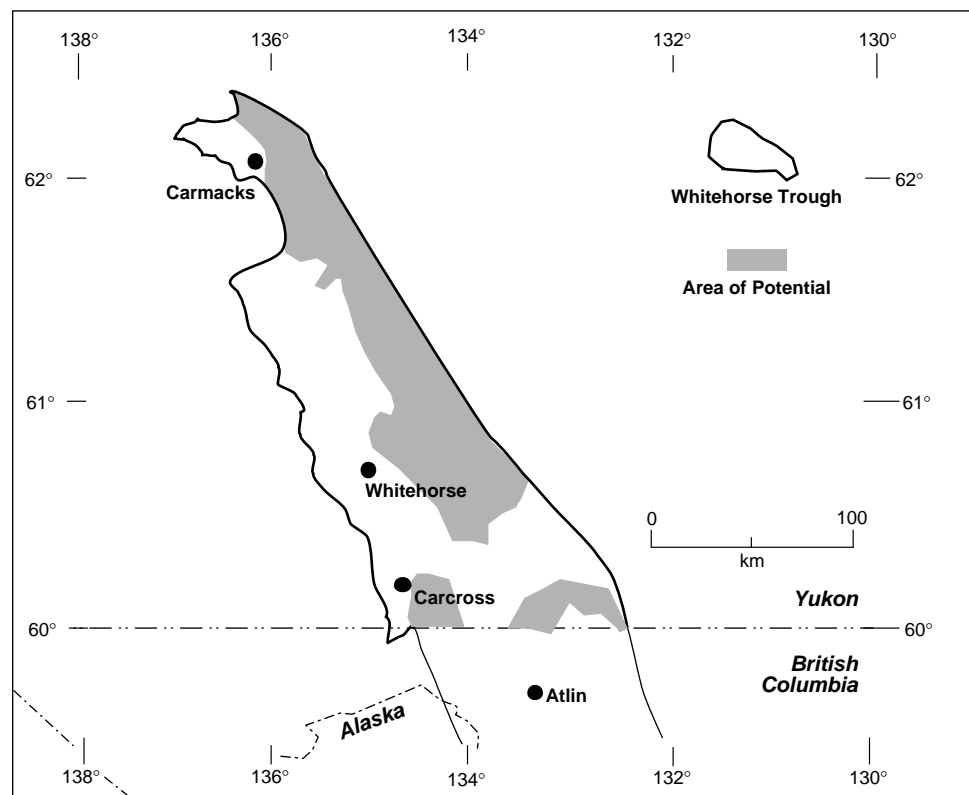 138° 136° 134° 132° 130°
62° Carmacks Whitehorse Trough 62°
Area of Potential
61° 61°
Whitehorse
0 100
km
Carcross Yukon
60° 60°
British
Columbia
Atlin
Alaska
138° 136° 134° 132° 130°